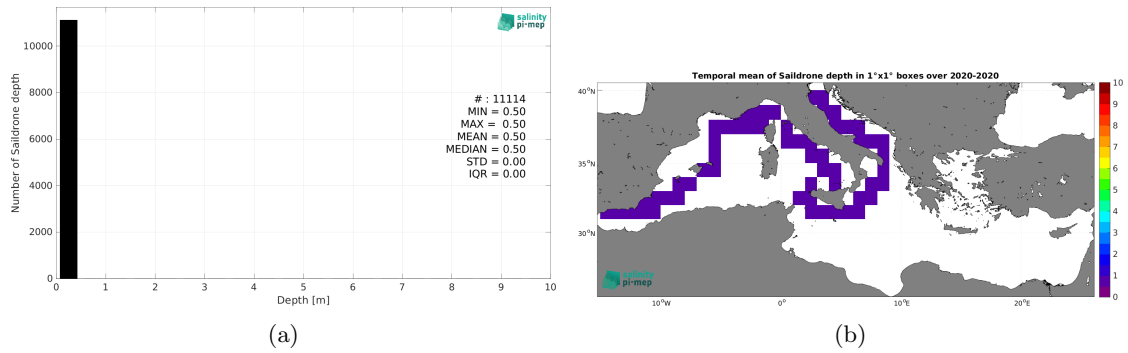 salinity
pi-mep
Number of Saildrone depth
10000
8000
6000
4000
2000
0
# : 11114
MIN = 0.50
MAX = 0.50
MEAN = 0.50
MEDIAN = 0.50
STD = 0.00
IQR = 0.00
0 1 2 3 4 5 6 7 8 9 10
Depth [m]
(a)
Temporal mean of Saildrone depth in 1°x1° boxes over 2020-2020
40°N
35°N
30°N
10°W 0° 10°E 20°E
salinity
pi-mep
10
9
8
7
6
5
4
3
2
1
0
(b)